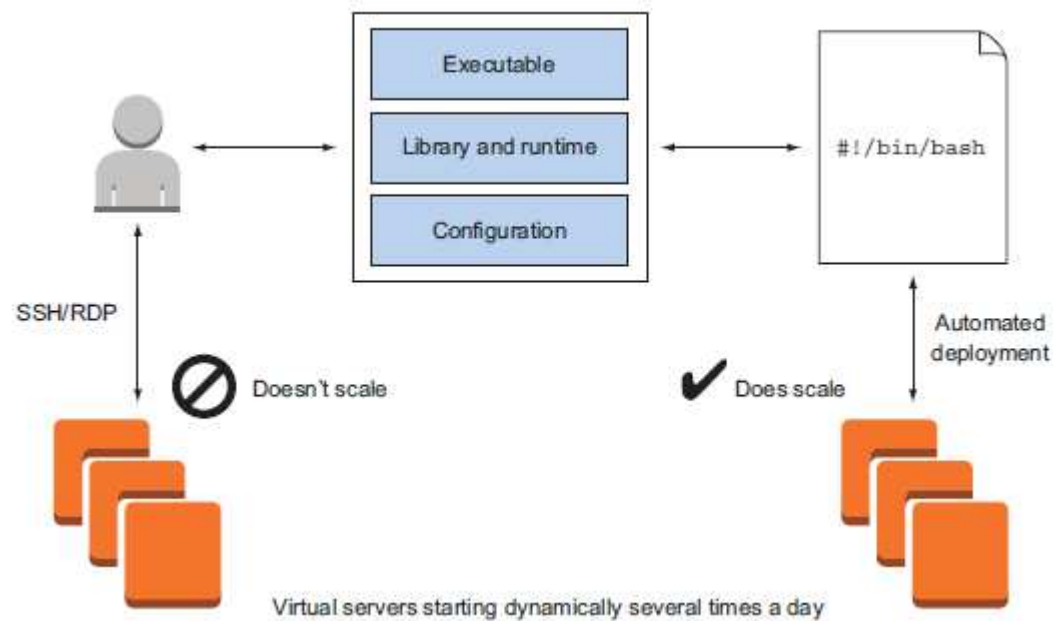 Executable
Library and runtime
Configuration
#!/bin/bash
SSH/RDP
Automated
deployment
Doesn't scale
Does scale
Virtual servers starting dynamically several times a day